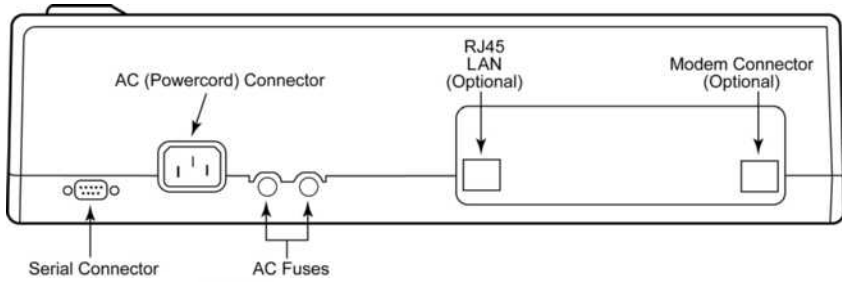 RJ45
LAN
(Optional)
Modem Connector
(Optional)
AC (Powercord) Connector
Serial Connector
AC Fuses